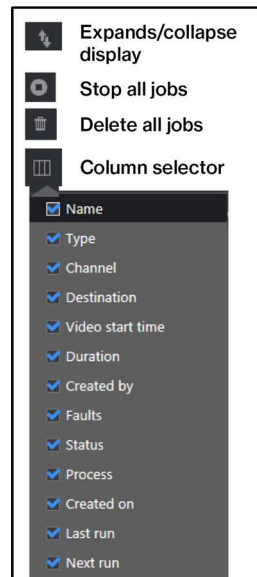 Expands/collapse
display
Stop all jobs
Delete all jobs
Column selector
Name
Type
Channel
Destination
Video start time
Duration
Created by
Faults
Status
Process
Created on
Last run
Next run